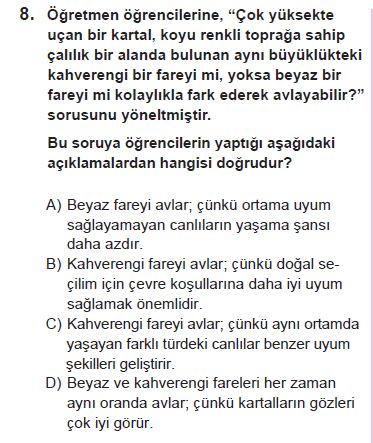 8. Öğretmen öğrencilerine, “Çok yüksekte
uçan bir kartal, koyu renkli toprağa sahip
çalılık bir alanda bulunan aynı büyüklükteki
kahverengi bir fareyi mi, yoksa beyaz bir
fareyi mi kolaylıkla fark ederek avlayabilir?”
sorusunu yöneltmiştir.
Bu soruya öğrencilerin yaptığı aşağıdaki
açıklamalardan hangisi doğrudur?
A) Beyaz fareyi avlar; çünkü ortama uyum
sağlayamayan canlıların yaşama şansı
daha azdır.
B) Kahverengi fareyi avlar; çünkü doğal se-
çilim için çevre koşullarına daha iyi uyum
sağlamak önemlidir.
C) Kahverengi fareyi avlar; çünkü aynı ortamda
yaşayan farklı türdeki canlılar benzer uyum
şekilleri geliştirir.
D) Beyaz ve kahverengi fareleri her zaman
aynı oranda avlar; çünkü kartalların gözleri
çok iyi görür.